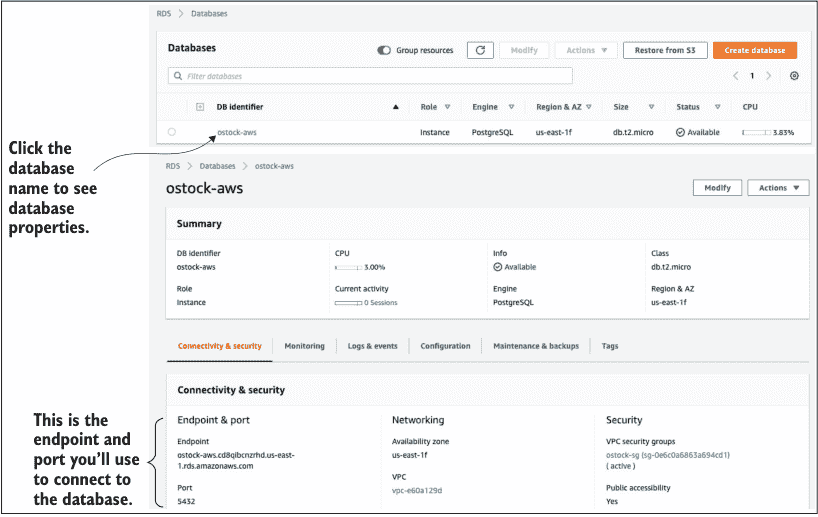 RDS > Databases
Databases
Group resources
Modify
Actions
Restore from S3
Create database
Filter databases
1
DB identifier Role Engine Region & AZ Size Status CPU
ostock-aws Instance PostgreSQL us-east-1f db.t2.micro Available 3.83%
Click the
database
name to see
database
properties.
RDS > Databases > ostock-aws
ostock-aws
Modify
Actions
Summary
DB identifier CPU Info Class
ostock-aws 3.00% Available db.t2.micro
Role Current activity Engine Region & AZ
Instance 0 Sessions PostgreSQL us-east-1f
Connectivity & security Monitoring Logs & events Configuration Maintenance & backups Tags
Connectivity & security
This is the
endpoint and
port you'll use
to connect to
the database.
Endpoint & port
Endpoint
ostock-aws.cd8qibcnzrhd.us-east-
1.rds.amazonaws.com
Port
5432
Networking
Availability zone
us-east-1f
VPC
vpc-e60a129d
Security
VPC security groups
ostock-sg (sg-0e6c0a6863a694cd1)
( active )
Public accessibility
Yes